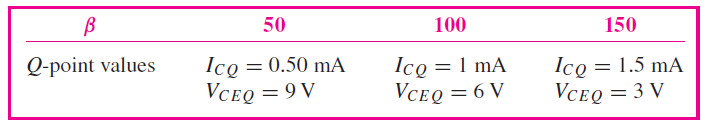 β 50 100 150
Q-point values I_CQ = 0.50 mA I_CQ = 1 mA I_CQ = 1.5 mA
V_CEQ = 9 V V_CEQ = 6 V V_CEQ = 3 V